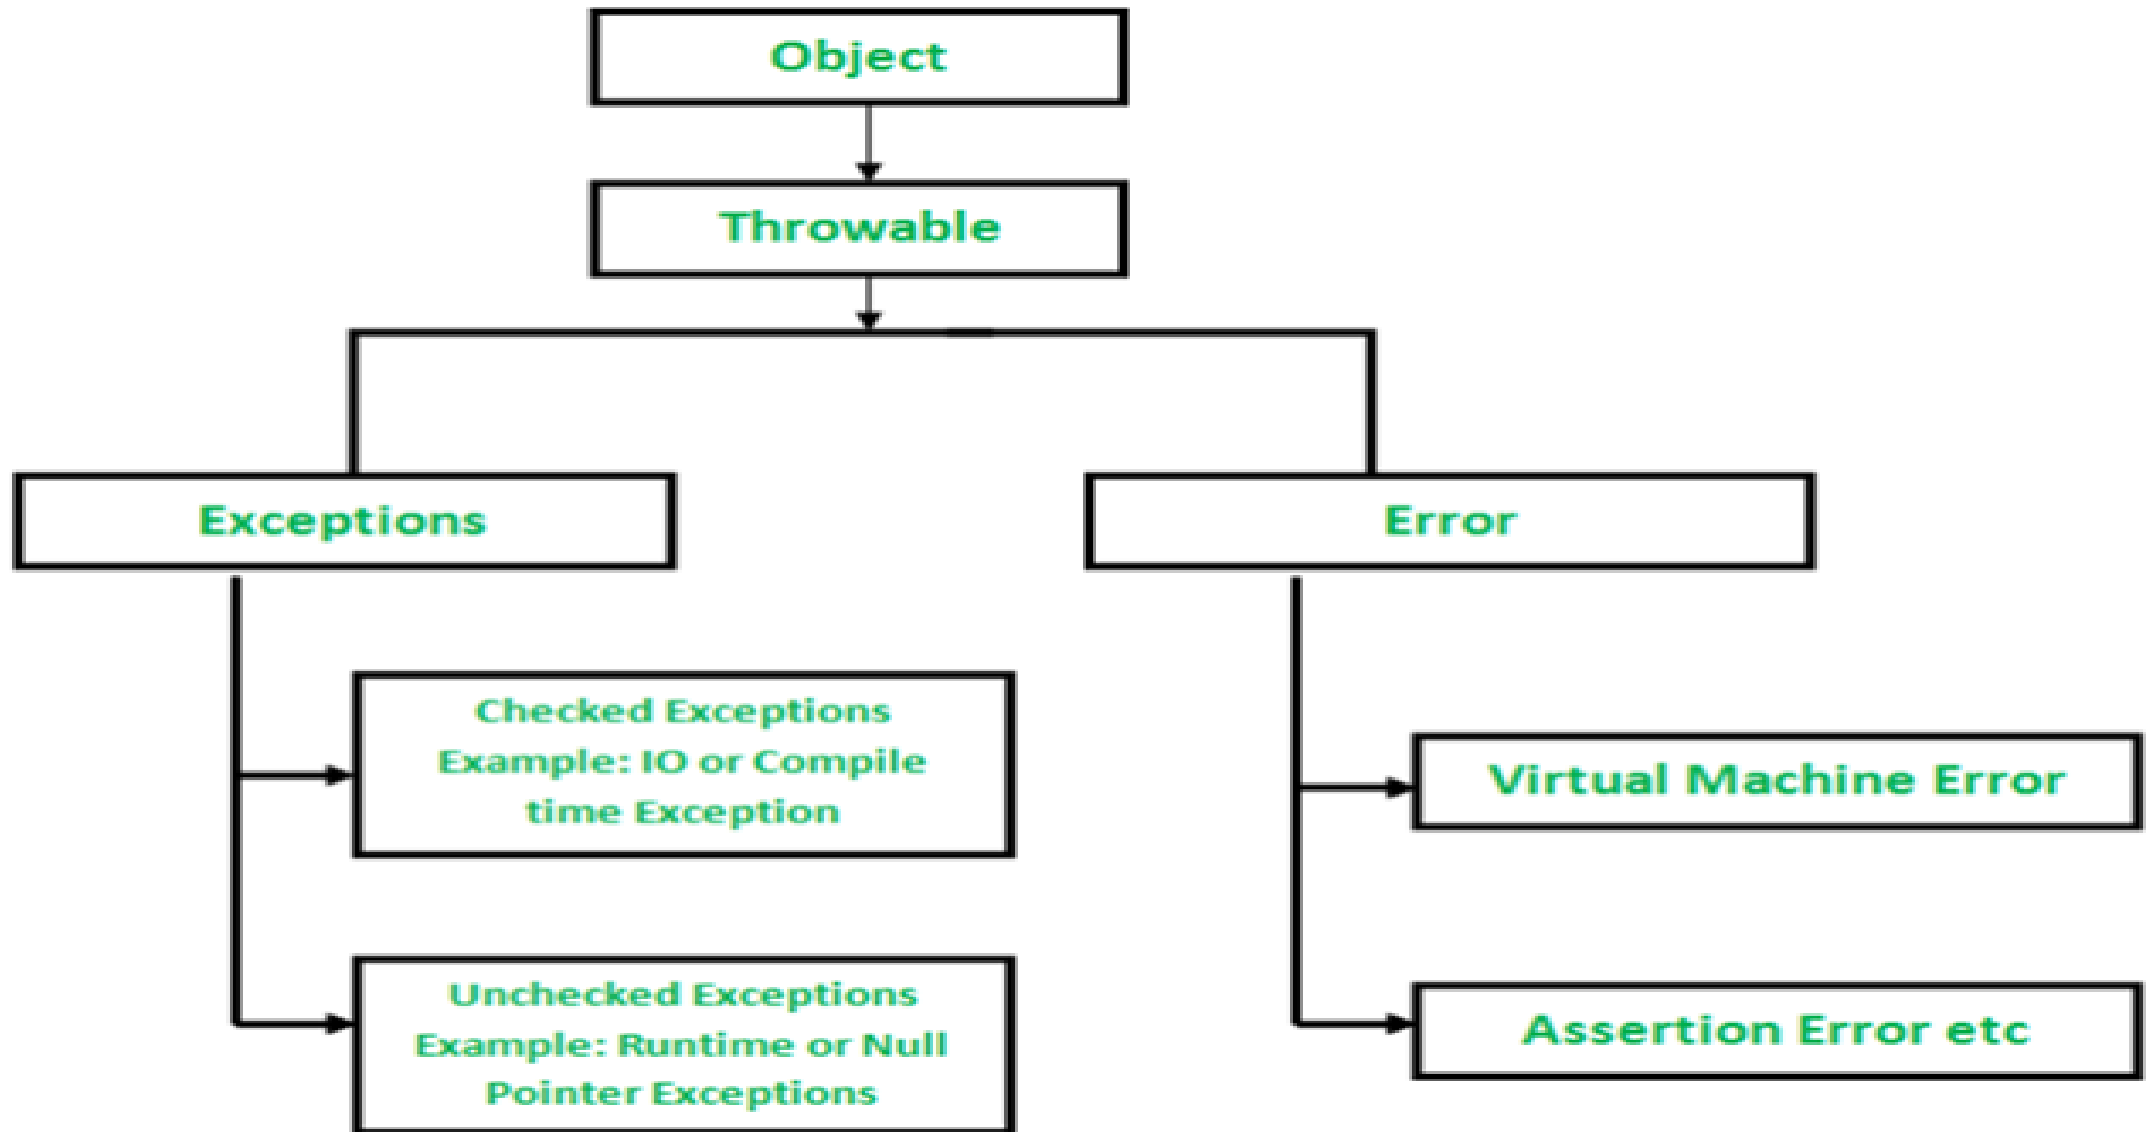 Object
Throwable
Exceptions
Error
Checked Exceptions
Example: IO or Compile
time Exception
Virtual Machine Error
Unchecked Exceptions
Example: Runtime or Null
Pointer Exceptions
Assertion Error etc